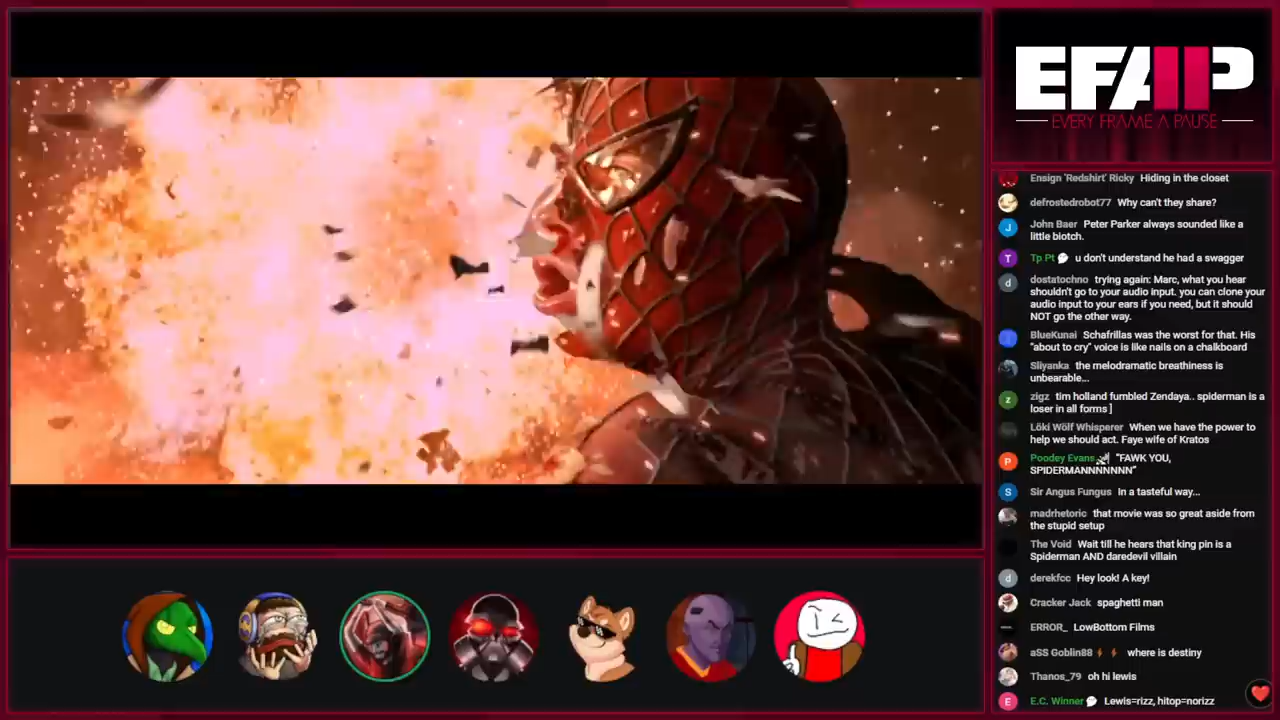 EFAP
EVERY FRAME A PAUSE
Ensign 'Redshirt' Ricky Hiding in the closet
defrostedrobot77 Why can't they share?
John Baer Peter Parker always sounded like a
little biotch.
Tp Pt u don't understand he had a swagger
dostatochno trying again: Marc, what you hear
shouldn't go to your audio input. you can clone your
audio input to your ears if you need, but it should
NOT go the other way.
BlueKunai Schafrillas was the worst for that. His
"about to cry" voice is like nails on a chalkboard
Sliyanka the melodramatic breathiness is
unbearable...
zigz tim holland fumbled Zendaya.. spiderman is a
loser in all forms ]
Löki Wölf Whisperer When we have the power to
help we should act. Faye wife of Kratos
Poodey Evans "FAWK YOU,
SPIDERMANNNNNNN"
Sir Angus Fungus In a tasteful way...
madrhetoric that movie was so great aside from
the stupid setup
The Void Wait till he hears that king pin is a
Spiderman AND daredevil villain
derekfcc Hey look! A key!
Cracker Jack spaghetti man
ERROR_ LowBottom Films
aSS Goblin88 where is destiny
Thanos_79 oh hi lewis
E.C. Winner Lewis=rizz, hitop=norizz